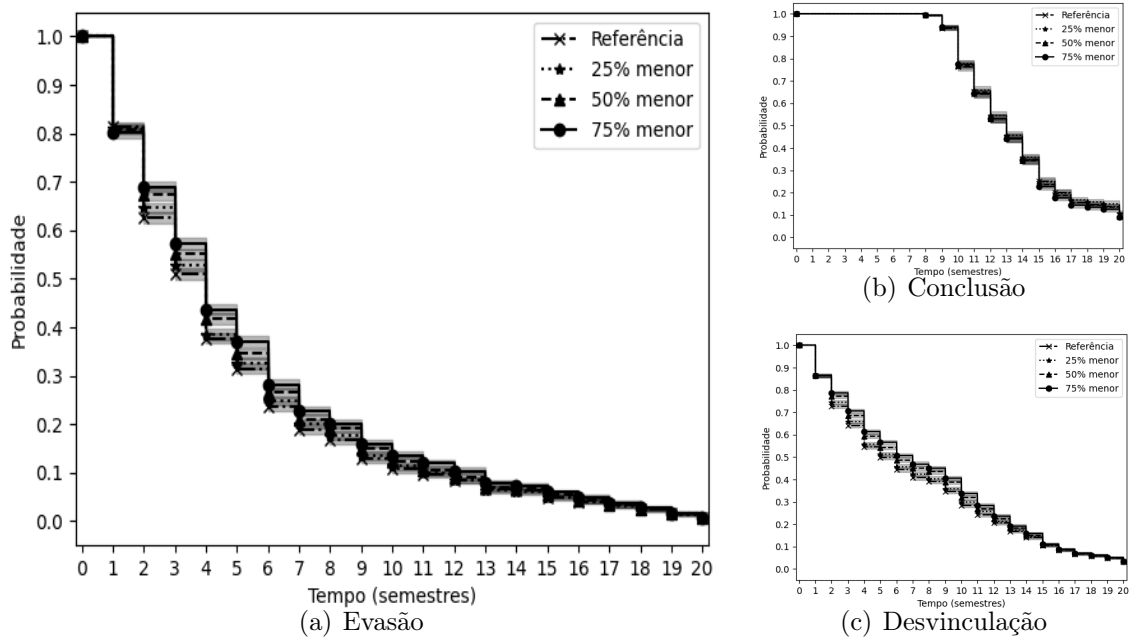 Probabilidade
1.0
0.9
0.8
0.7
0.6
0.5
0.4
0.3
0.2
0.1
0.0
Referência
25% menor
50% menor
75% menor
0 1 2 3 4 5 6 7 8 9 10 11 12 13 14 15 16 17 18 19 20
Tempo (semestres)
(a) Evasão
Probabilidade
1.0
0.9
0.8
0.7
0.6
0.5
0.4
0.3
0.2
0.1
0.0
Referência
25% menor
50% menor
75% menor
0 1 2 3 4 5 6 7 8 9 10 11 12 13 14 15 16 17 18 19 20
Tempo (semestres)
(b) Conclusão
Probabilidade
1.0
0.9
0.8
0.7
0.6
0.5
0.4
0.3
0.2
0.1
0.0
Referência
25% menor
50% menor
75% menor
0 1 2 3 4 5 6 7 8 9 10 11 12 13 14 15 16 17 18 19 20
Tempo (semestres)
(c) Desvinculação